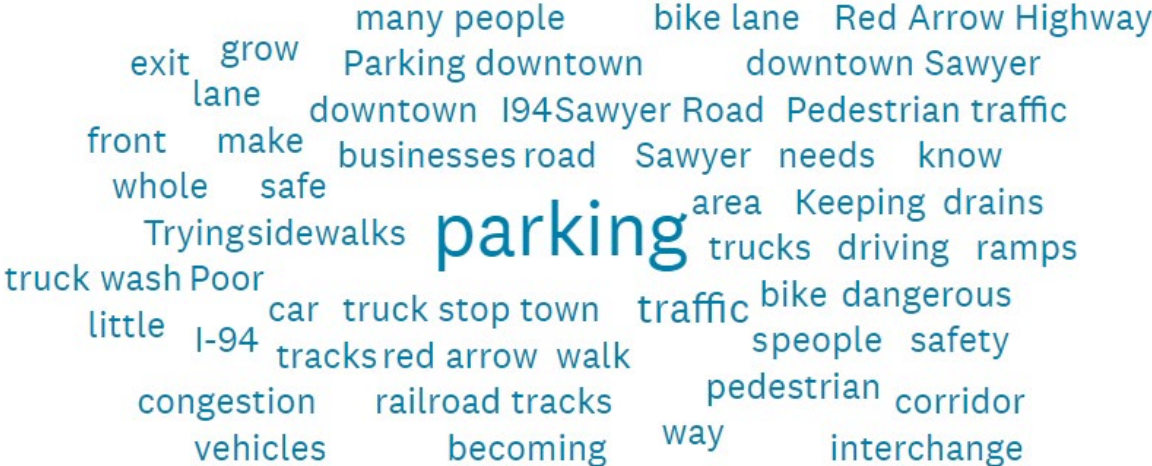 many people bike lane Red Arrow Highway
exit grow Parking downtown downtown Sawyer
lane downtown I94Sawyer Road Pedestrian traffic
front make businesses road Sawyer needs know
whole safe area Keeping drains
Trying sidewalks parking trucks driving ramps
truck wash Poor car truck stop town traffic bike dangerous
little I-94 tracks red arrow walk speople safety
congestion railroad tracks pedestrian corridor
vehicles becoming way interchange